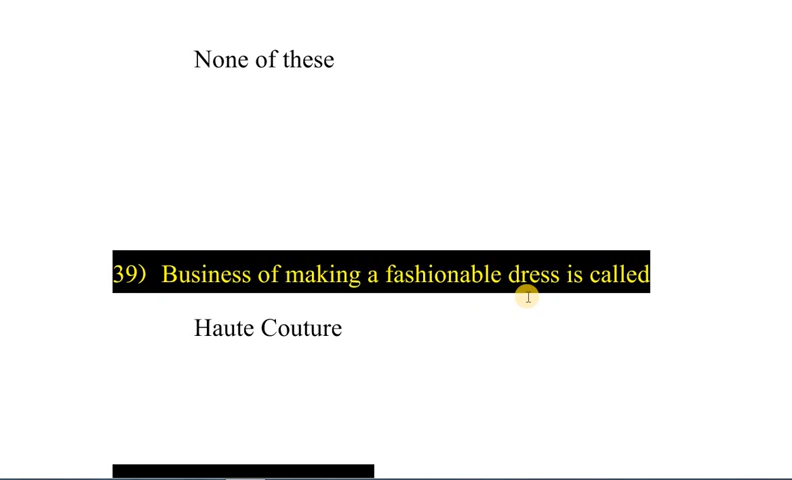 None of these
39) Business of making a fashionable dress is called
Haute Couture